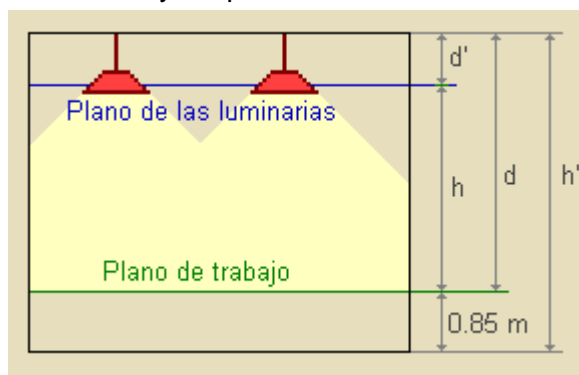 d'
Plano de las luminarias
h
d
h'
Plano de trabajo
0.85 m